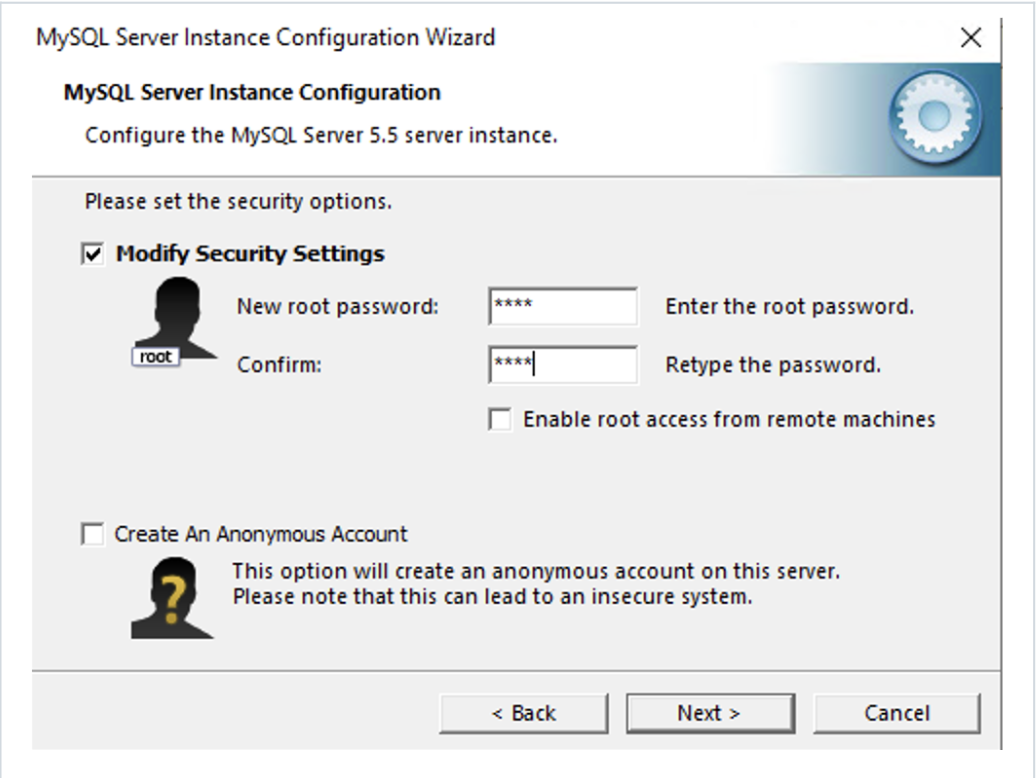 MySQL Server Instance Configuration Wizard
MySQL Server Instance Configuration
Configure the MySQL Server 5.5 server instance.
Please set the security options.
Modify Security Settings
New root password: **** Enter the root password.
root
Confirm: **** Retype the password.
Enable root access from remote machines
Create An Anonymous Account
?
This option will create an anonymous account on this server.
Please note that this can lead to an insecure system.
< Back Next > Cancel